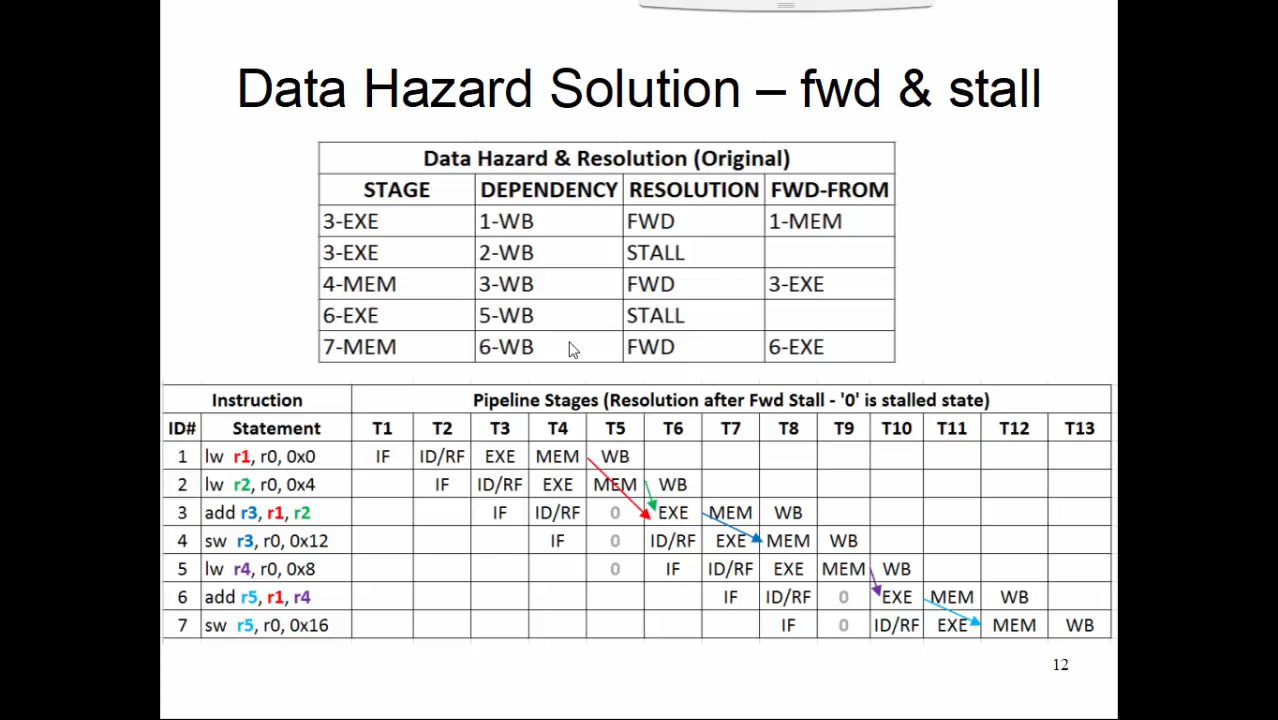 Data Hazard Solution – fwd & stall
Data Hazard & Resolution (Original)
STAGE DEPENDENCY RESOLUTION FWD-FROM
3-EXE 1-WB FWD 1-MEM
3-EXE 2-WB STALL
4-MEM 3-WB FWD 3-EXE
6-EXE 5-WB STALL
7-MEM 6-WB FWD 6-EXE
Instruction Pipeline Stages (Resolution after Fwd Stall - '0' is stalled state)
ID# Statement T1 T2 T3 T4 T5 T6 T7 T8 T9 T10 T11 T12 T13
1 lw r1, r0, 0x0 IF ID/RF EXE MEM WB
2 lw r2, r0, 0x4 IF ID/RF EXE MEM WB
3 add r3, r1, r2 IF ID/RF 0 EXE MEM WB
4 sw r3, r0, 0x12 IF 0 ID/RF EXE MEM WB
5 lw r4, r0, 0x8 0 IF ID/RF EXE MEM WB
6 add r5, r1, r4 IF ID/RF 0 EXE MEM WB
7 sw r5, r0, 0x16 IF 0 ID/RF EXE MEM WB
12